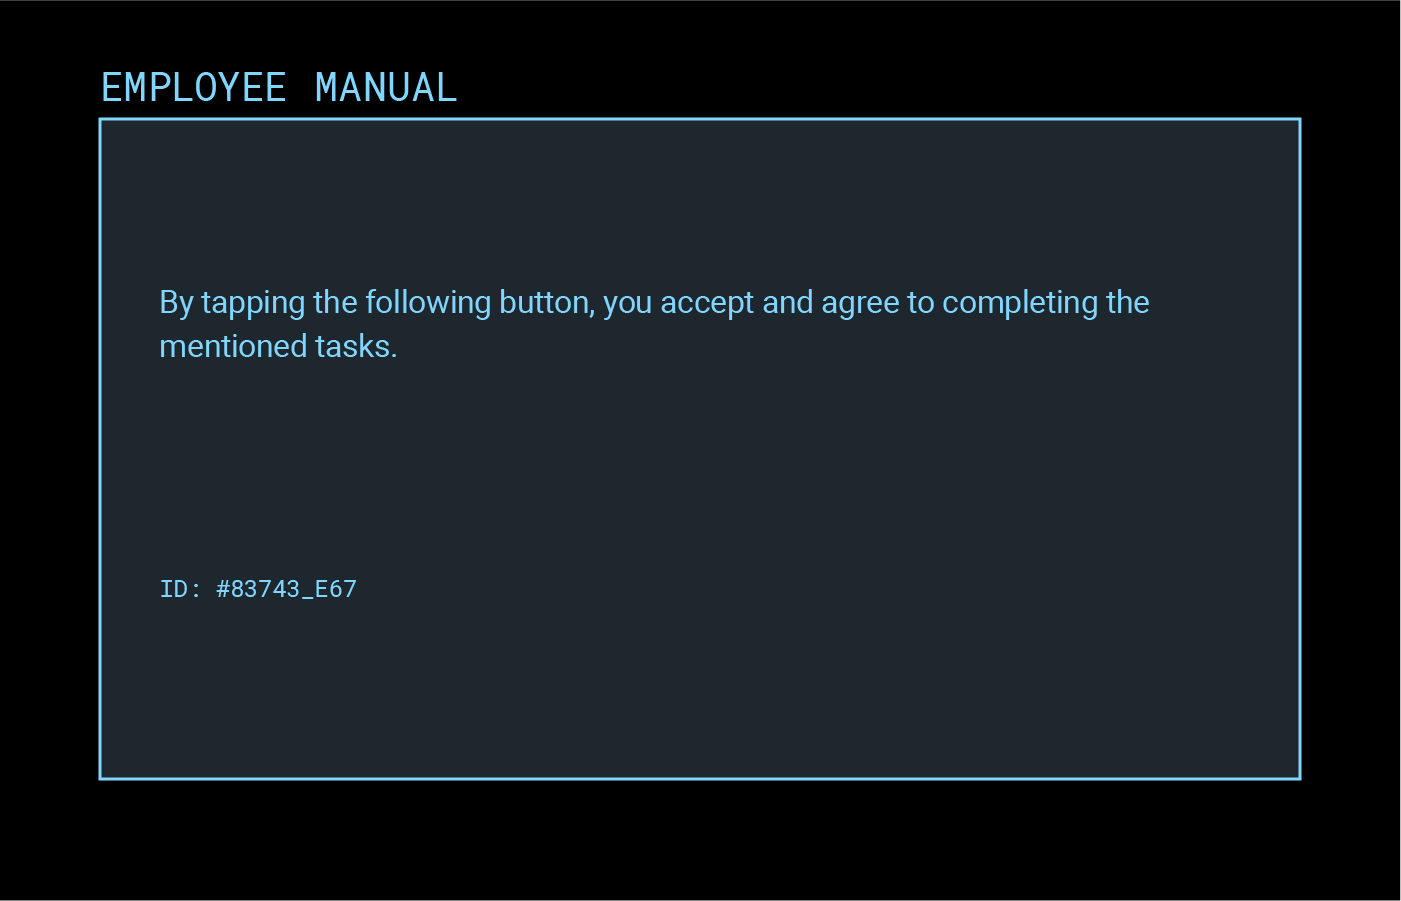 EMPLOYEE MANUAL
By tapping the following button, you accept and agree to completing the
mentioned tasks.
ID: #83743_E67